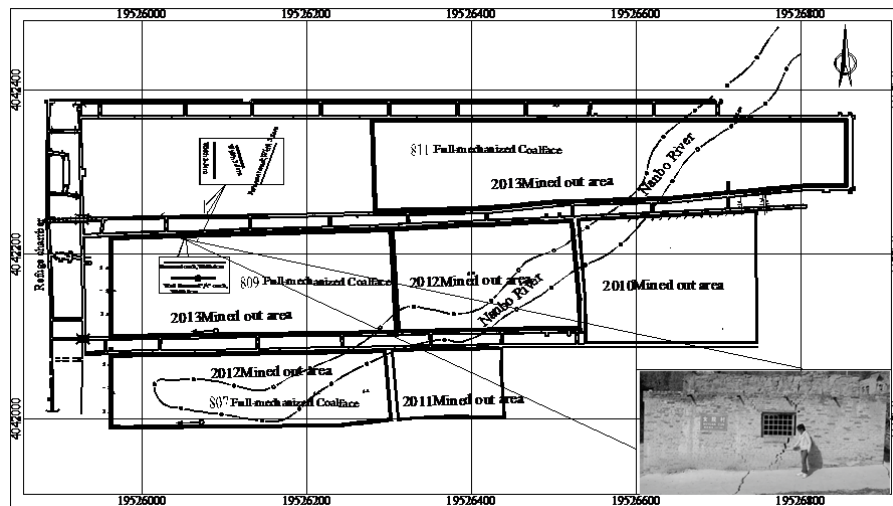 19526000
19526200
19526400
19526600
19526800
4042400
811 Full-mechanized Coalface
2013Mined out area
Nanbo River
4042200
Refuge chamber
809 Full-mechanized Coalface
2012Mined out area
2010Mined out area
2013Mined out area
Nanbo River
2012Mined out area
807 Full-mechanized Coalface
2011Mined out area
4042000
19526000
19526200
19526400
19526600
19526800